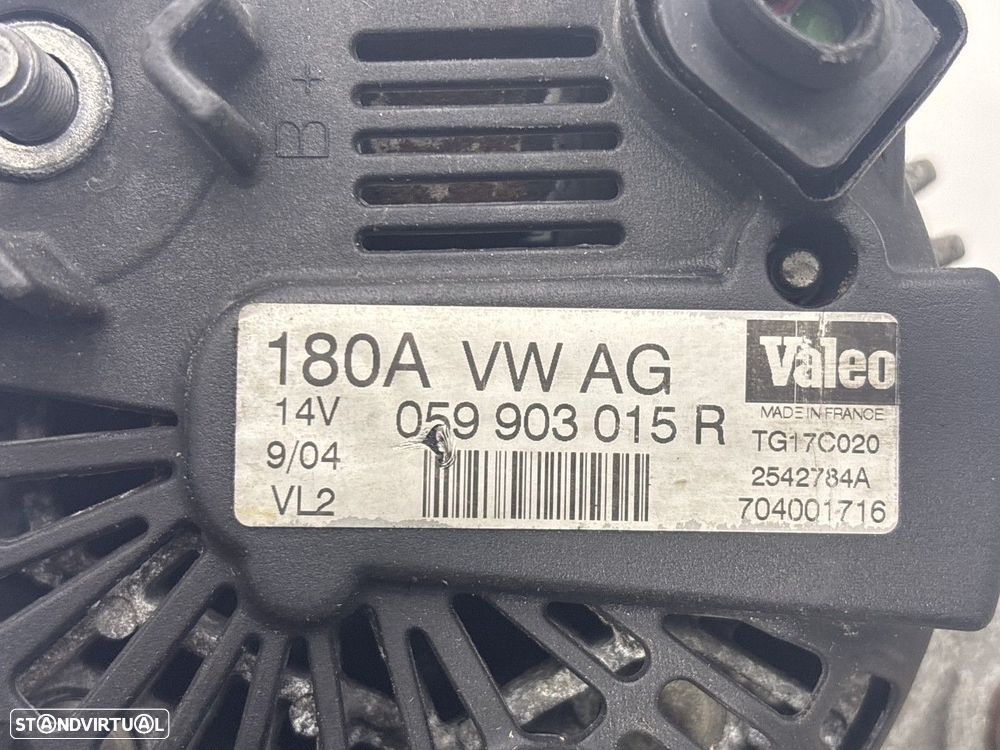 B+
180A VW AG
14V 059 903 015 R
9/04
VL2
Valeo
MADE IN FRANCE
TG17C020
2542784A
704001716
STANDVIRTUAL